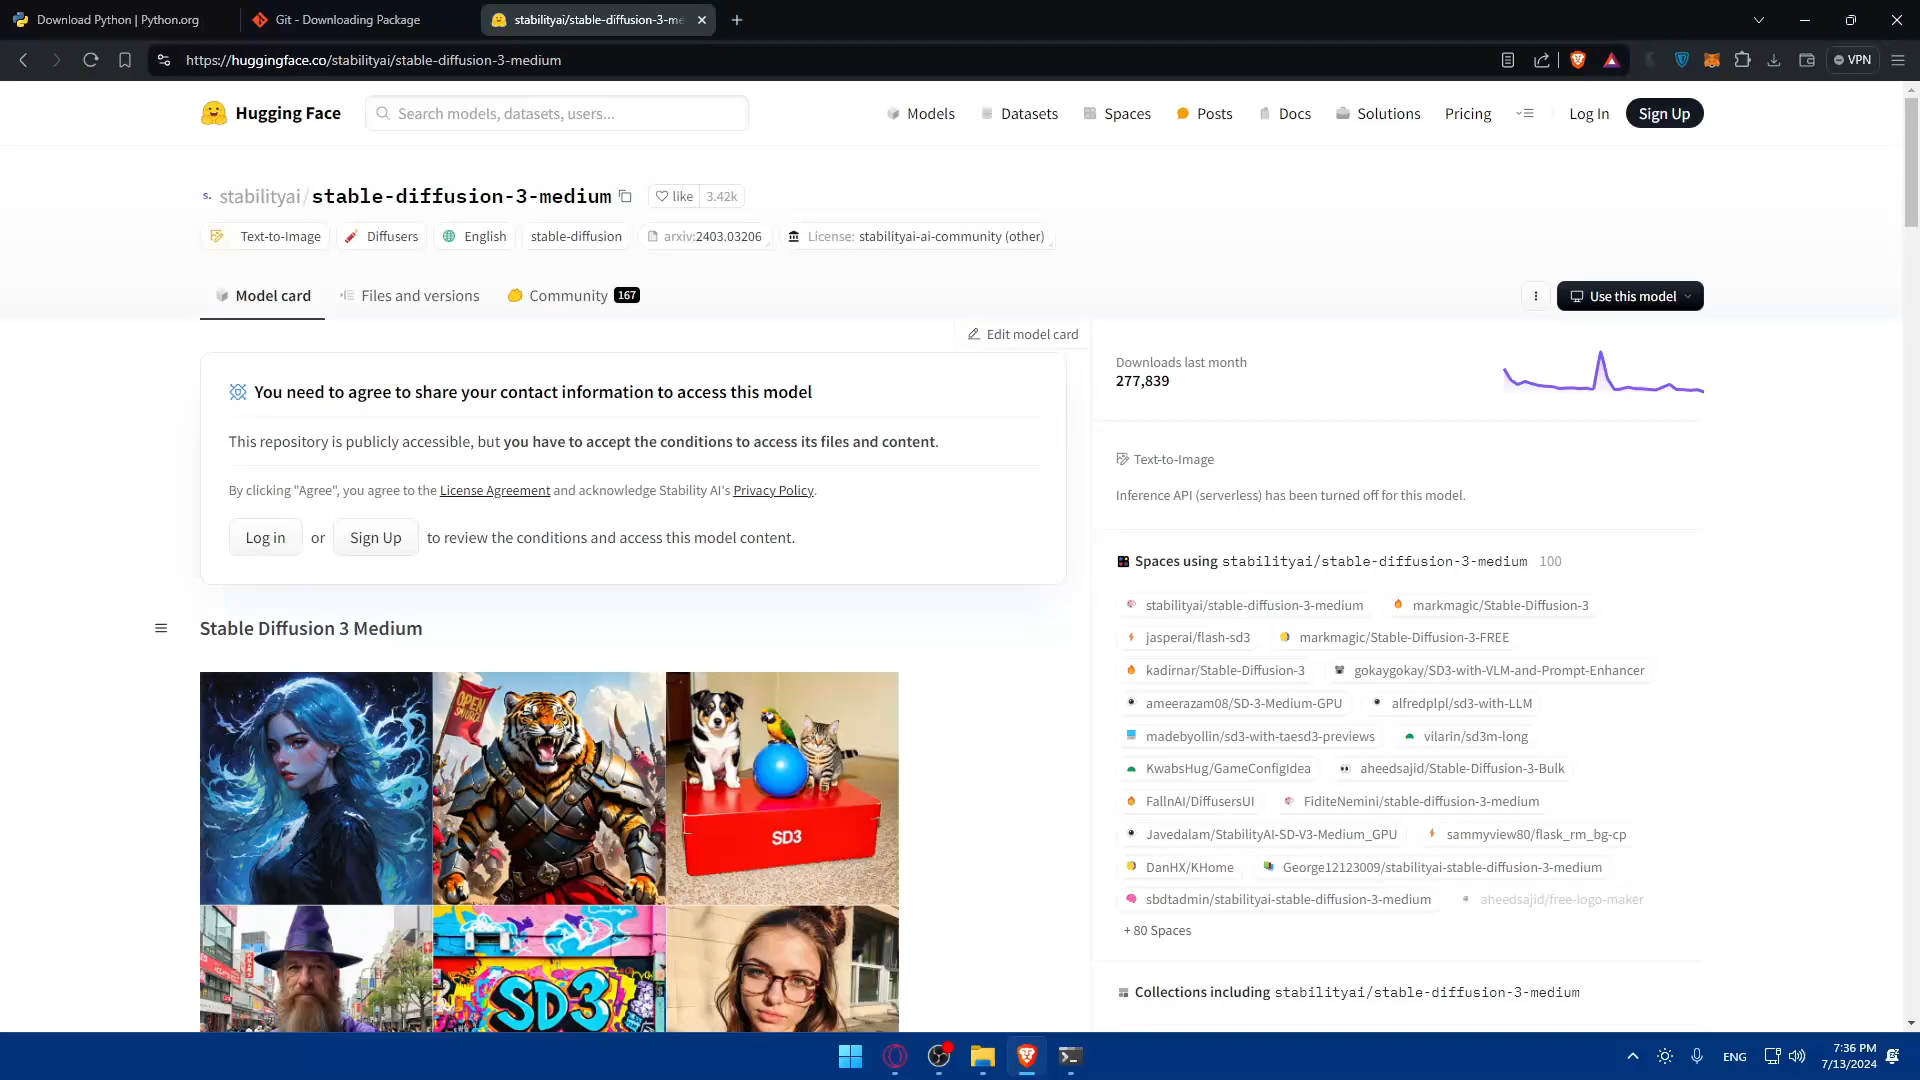 Download Python | Python.org
Git - Downloading Package
stabilityai/stable-diffusion-3-me
https://huggingface.co/stabilityai/stable-diffusion-3-medium
VPN
Hugging Face
Search models, datasets, users...
Models
Datasets
Spaces
Posts
Docs
Solutions
Pricing
Log In
Sign Up
S. stabilityai/stable-diffusion-3-medium
like 3.42k
Text-to-Image
Diffusers
English
stable-diffusion
arxiv:2403.03206
License: stabilityai-ai-community (other)
Model card
Files and versions
Community 167
Use this model
Edit model card
You need to agree to share your contact information to access this model
This repository is publicly accessible, but you have to accept the conditions to access its files and content.
By clicking "Agree", you agree to the License Agreement and acknowledge Stability AI's Privacy Policy.
Log in or Sign Up to review the conditions and access this model content.
Stable Diffusion 3 Medium
OPEN SOURCE
SD3
SD3
Downloads last month
277,839
Text-to-Image
Inference API (serverless) has been turned off for this model.
Spaces using stabilityai/stable-diffusion-3-medium 100
stabilityai/stable-diffusion-3-medium
markmagic/Stable-Diffusion-3
jasperai/flash-sd3
markmagic/Stable-Diffusion-3-FREE
kadirnar/Stable-Diffusion-3
gokaygokay/SD3-with-VLM-and-Prompt-Enhancer
ameerazam08/SD-3-Medium-GPU
alfredplpl/sd3-with-LLM
madebyollin/sd3-with-taesd3-previews
vilarin/sd3m-long
KwabsHug/GameConfigIdea
aheedsajid/Stable-Diffusion-3-Bulk
FallnAI/DiffusersUI
FiditeNemini/stable-diffusion-3-medium
Javedalam/StabilityAI-SD-V3-Medium_GPU
sammyview80/flask_rm_bg-cp
DanHX/KHome
George12123009/stabilityai-stable-diffusion-3-medium
sbdtadmin/stabilityai-stable-diffusion-3-medium
aheedsajid/free-logo-maker
+ 80 Spaces
Collections including stabilityai/stable-diffusion-3-medium
ENG
7:36 PM
7/13/2024